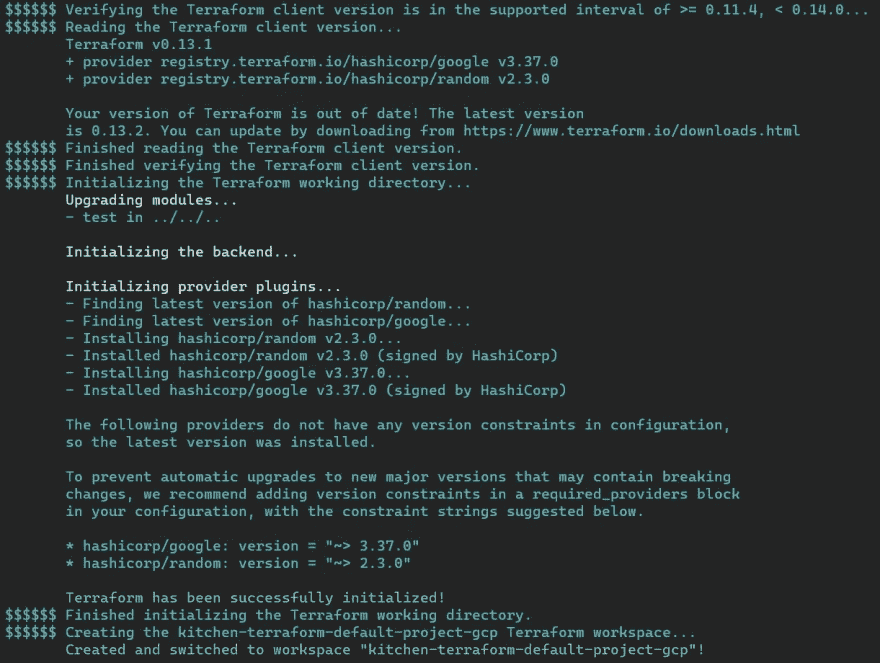 $$$$$$ Verifying the Terraform client version is in the supported interval of >= 0.11.4, < 0.14.0...
$$$$$$ Reading the Terraform client version...
Terraform v0.13.1
+ provider registry.terraform.io/hashicorp/google v3.37.0
+ provider registry.terraform.io/hashicorp/random v2.3.0
Your version of Terraform is out of date! The latest version
is 0.13.2. You can update by downloading from https://www.terraform.io/downloads.html
$$$$$$ Finished reading the Terraform client version.
$$$$$$ Finished verifying the Terraform client version.
$$$$$$ Initializing the Terraform working directory...
Upgrading modules...
- test in ../../..
Initializing the backend...
Initializing provider plugins...
- Finding latest version of hashicorp/random...
- Finding latest version of hashicorp/google...
- Installing hashicorp/random v2.3.0...
- Installed hashicorp/random v2.3.0 (signed by HashiCorp)
- Installing hashicorp/google v3.37.0...
- Installed hashicorp/google v3.37.0 (signed by HashiCorp)
The following providers do not have any version constraints in configuration,
so the latest version was installed.
To prevent automatic upgrades to new major versions that may contain breaking
changes, we recommend adding version constraints in a required_providers block
in your configuration, with the constraint strings suggested below.
* hashicorp/google: version = "~> 3.37.0"
* hashicorp/random: version = "~> 2.3.0"
Terraform has been successfully initialized!
$$$$$$ Finished initializing the Terraform working directory.
$$$$$$ Creating the kitchen-terraform-default-project-gcp Terraform workspace...
Created and switched to workspace "kitchen-terraform-default-project-gcp"!